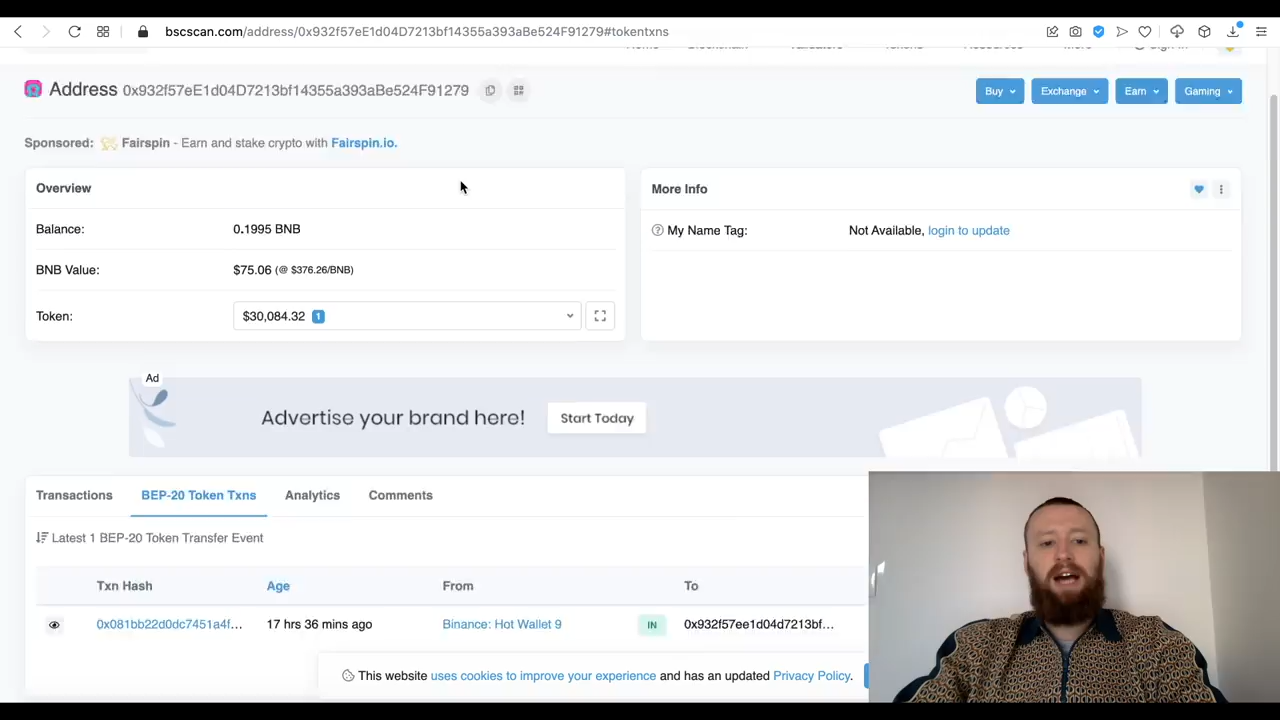 bscscan.com/address/0x932f57eE1d04D7213bf14355a393aBe524F91279#tokentxns
Address 0x932f57eE1d04D7213bf14355a393aBe524F91279
Buy Exchange Earn Gaming
Sponsored: Fairspin - Earn and stake crypto with Fairspin.io.
Overview
More Info
Balance: 0.1995 BNB
My Name Tag: Not Available, login to update
BNB Value: $75.06 (@ $376.26/BNB)
Token: $30,084.32 1
Ad
Advertise your brand here! Start Today
Transactions BEP-20 Token Txns Analytics Comments
Latest 1 BEP-20 Token Transfer Event
Txn Hash Age From To
0x081bb22d0dc7451a4f... 17 hrs 36 mins ago Binance: Hot Wallet 9 IN 0x932f57ee1d04d7213bf...
This website uses cookies to improve your experience and has an updated Privacy Policy.